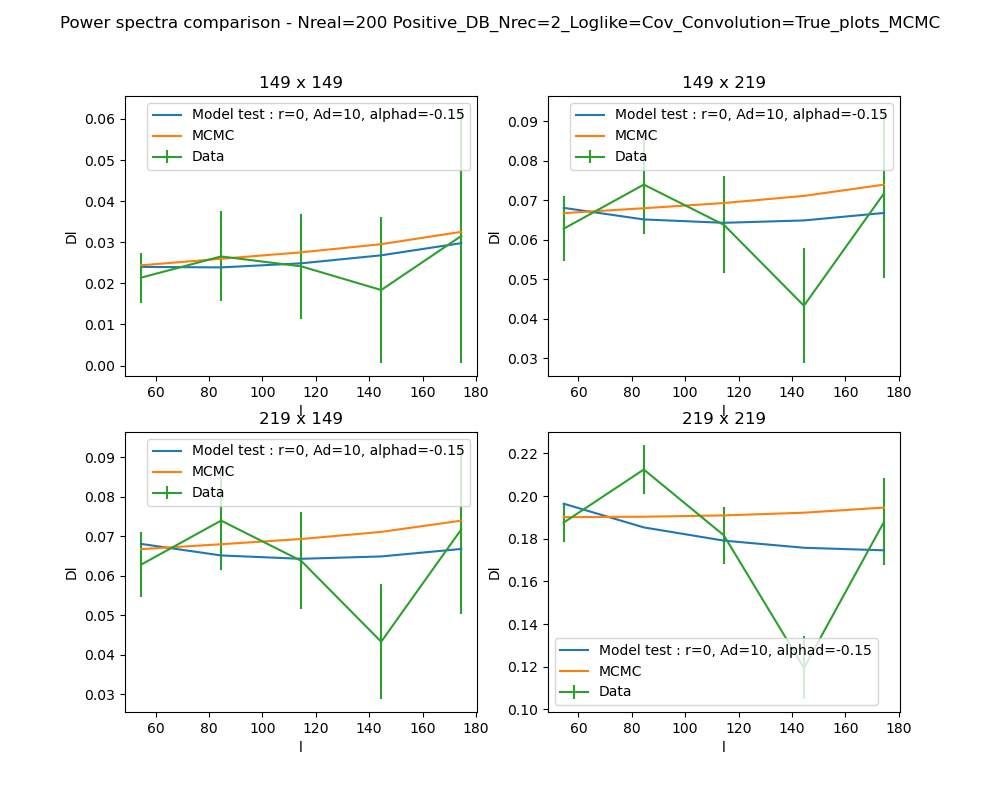 Power spectra comparison - Nreal=200 Positive_DB_Nrec=2_Loglike=Cov_Convolution=True_plots_MCMC
149 x 149
Model test : r=0, Ad=10, alphad=-0.15
MCMC
Data
0.06
0.05
0.04
0.03
0.02
0.01
0.00
Dl
60 80 100 120 140 160 180
l
149 x 219
Model test : r=0, Ad=10, alphad=-0.15
MCMC
Data
0.09
0.08
0.07
0.06
0.05
0.04
0.03
Dl
60 80 100 120 140 160 180
l
219 x 149
Model test : r=0, Ad=10, alphad=-0.15
MCMC
Data
0.09
0.08
0.07
0.06
0.05
0.04
0.03
Dl
60 80 100 120 140 160 180
l
219 x 219
0.22
0.20
0.18
0.16
0.14
0.12
0.10
Dl
Model test : r=0, Ad=10, alphad=-0.15
MCMC
Data
60 80 100 120 140 160 180
l